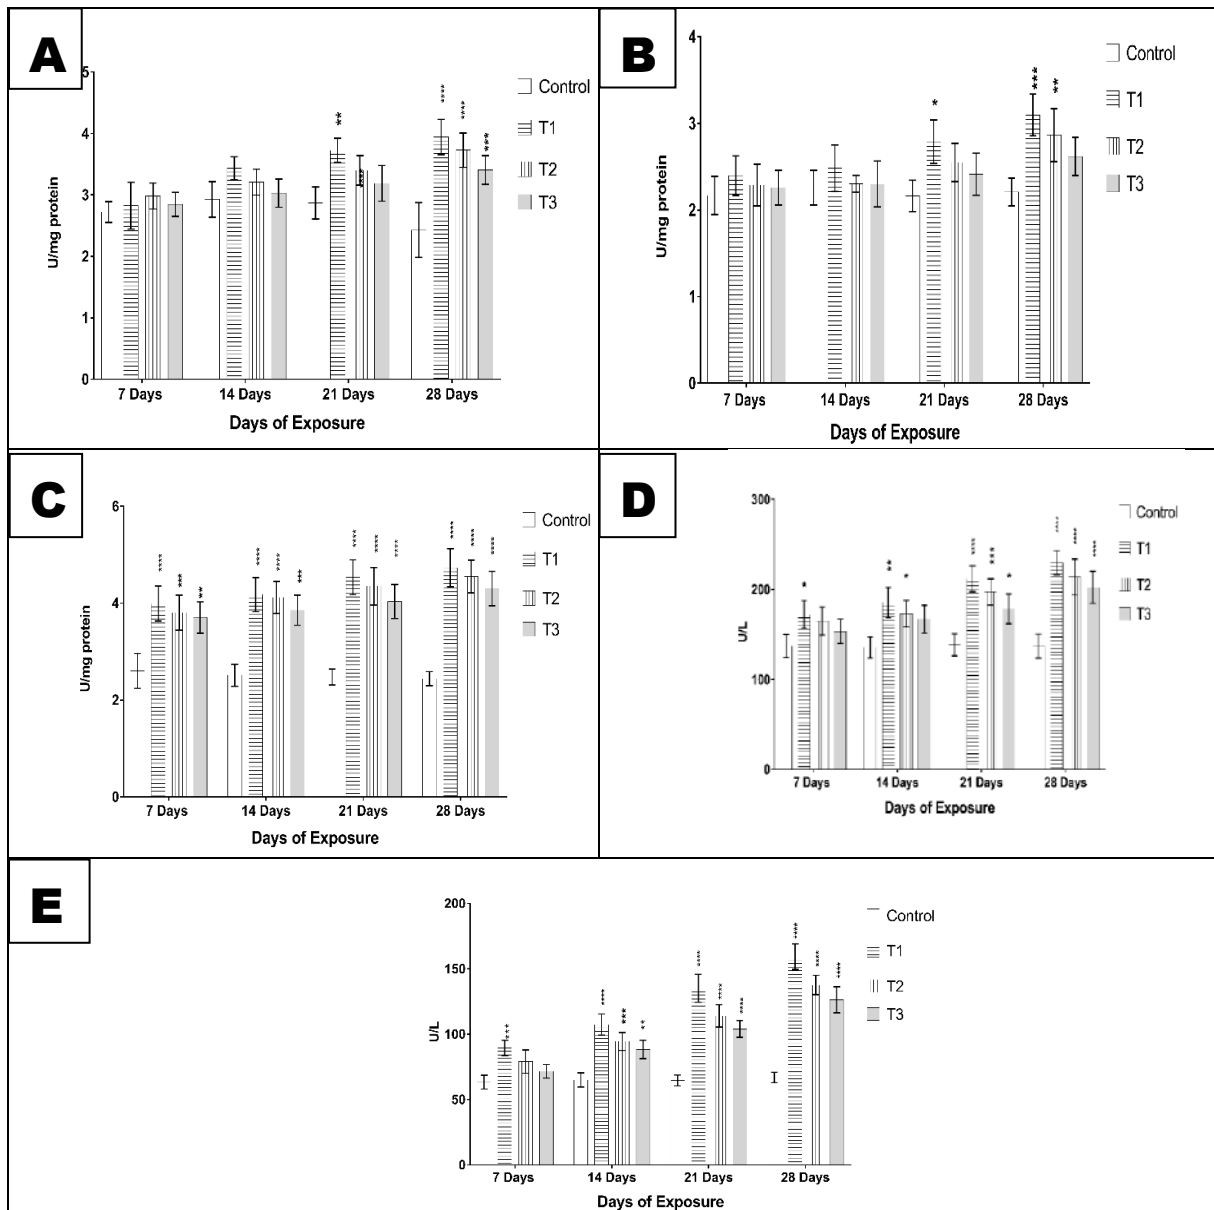 A
5
4
3
2
1
0
U/mg protein
**
****
****
****
***
7 Days
14 Days
21 Days
28 Days
Days of Exposure
Control
T1
T2
T3
B
4
3
2
1
0
U/mg protein
*
***
**
7 Days
14 Days
21 Days
28 Days
Days of Exposure
Control
T1
T2
T3
C
6
4
2
0
U/mg protein
****
***
**
****
****
***
****
****
****
****
****
****
7 Days
14 Days
21 Days
28 Days
Days of Exposure
Control
T1
T2
T3
D
300
200
100
0
U/L
*
**
*
****
***
*
****
****
****
7 Days
14 Days
21 Days
28 Days
Days of Exposure
Control
T1
T2
T3
E
200
150
100
50
0
U/L
***
****
***
**
****
****
****
****
****
****
7 Days
14 Days
21 Days
28 Days
Days of Exposure
Control
T1
T2
T3